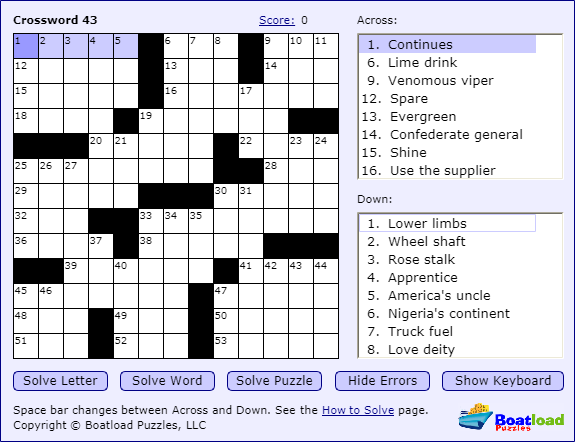 Crossword 43
Score: 0
1 2 3 4 5 6 7 8 9 10 11
12 13 14
15 16 17
18 19
20 21 22 23 24
25 26 27 28
29 30 31
32 33 34 35
36 37 38
39 40 41 42 43 44
45 46 47
48 49 50
51 52 53
Across:
1. Continues
6. Lime drink
9. Venomous viper
12. Spare
13. Evergreen
14. Confederate general
15. Shine
16. Use the supplier
Down:
1. Lower limbs
2. Wheel shaft
3. Rose stalk
4. Apprentice
5. America's uncle
6. Nigeria's continent
7. Truck fuel
8. Love deity
Solve Letter
Solve Word
Solve Puzzle
Hide Errors
Show Keyboard
Space bar changes between Across and Down. See the How to Solve page.
Copyright © Boatload Puzzles, LLC
Boatload
Puzzles